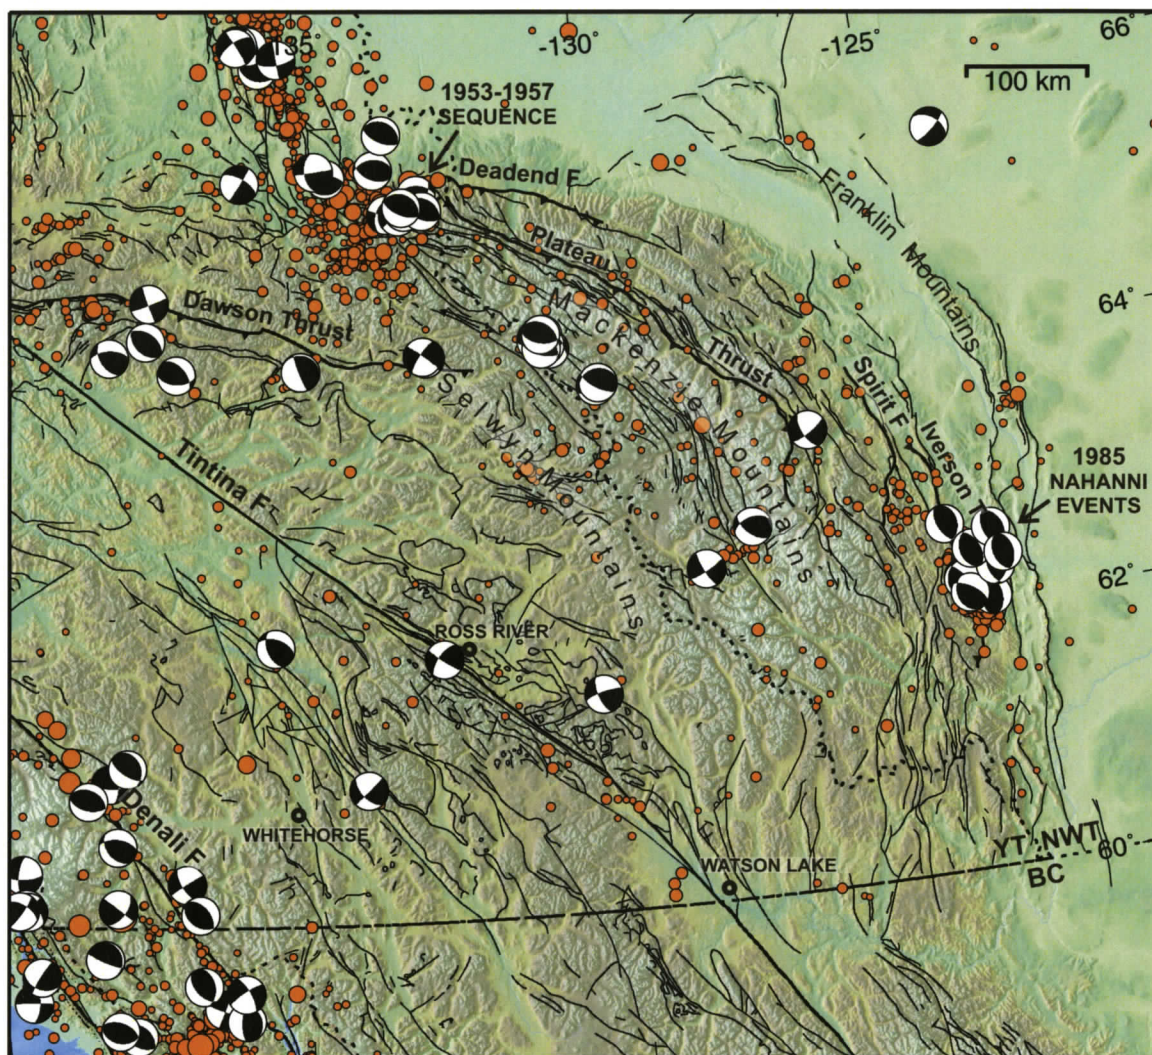 135
-130°
-125°
66
100 km
1953-1957
SEQUENCE
Deadend F
Franklin Mountains
Plateau Thrust
Mackenzie Mountains
64
Dawson Thrust
Selwyn Mountains
Spirit F
Iverson T
1985
NAHANNI
EVENTS
Tintina F
62°
ROSS RIVER
Denali F
WHITEHORSE
WATSON LAKE
YT NWT
60°
BC